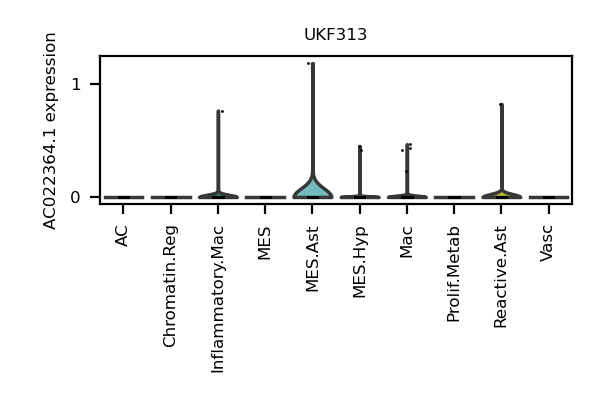 UKF313
AC022364.1 expression
1
0
AC
Chromatin.Reg
Inflammatory.Mac
MES
MES.Ast
MES.Hyp
Mac
Prolif.Metab
Reactive.Ast
Vasc